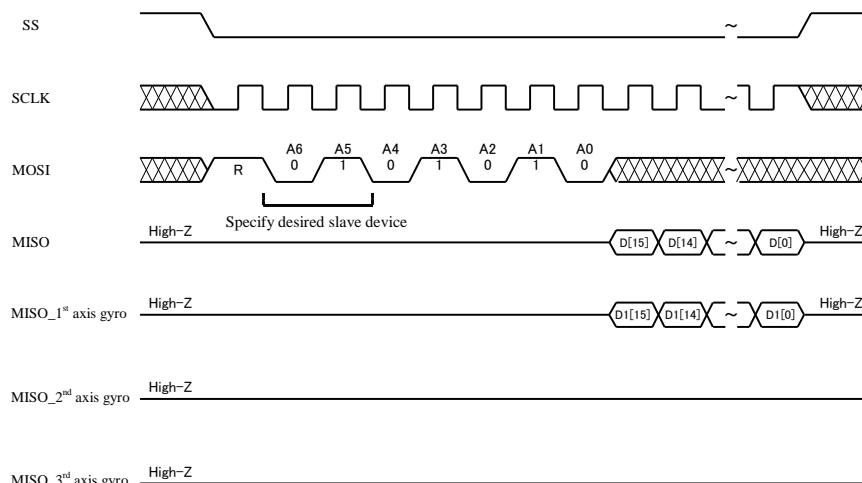 SS
~
SCLK
~
A6 A5 A4 A3 A2 A1 A0
0 1 0 1 0 1 0
MOSI
R
~
Specify desired slave device
High-Z
MISO
D[15] D[14] ~ D[0]
High-Z
High-Z
MISO_1st axis gyro
D1[15] D1[14] ~ D1[0]
High-Z
High-Z
MISO_2nd axis gyro
High-Z
MISO_3rd axis gyro